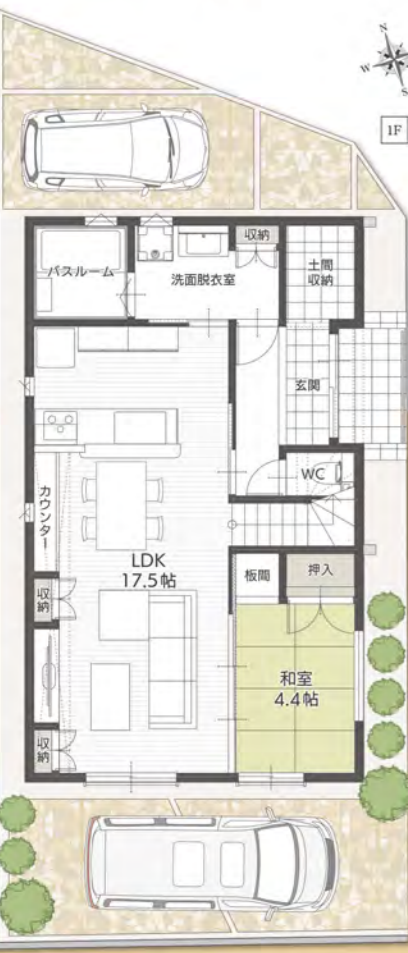 N
W
S
1F
収納
バスルーム
洗面脱衣室
土間
収納
玄関
WC
カウンター
LDK
17.5帖
板間
押入
収納
和室
4.4帖
収納